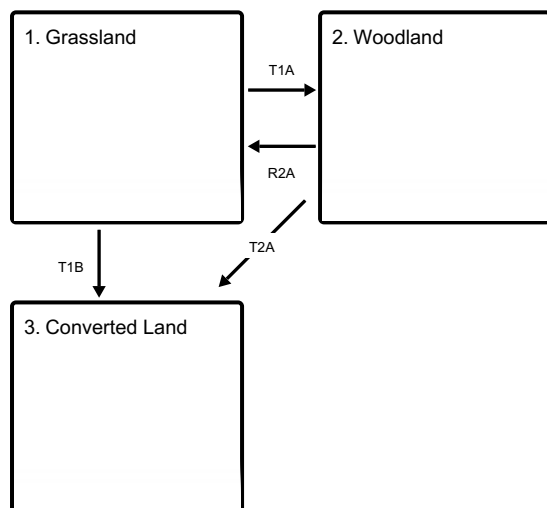 1. Grassland
2. Woodland
T1A
R2A
T1B
T2A
3. Converted Land